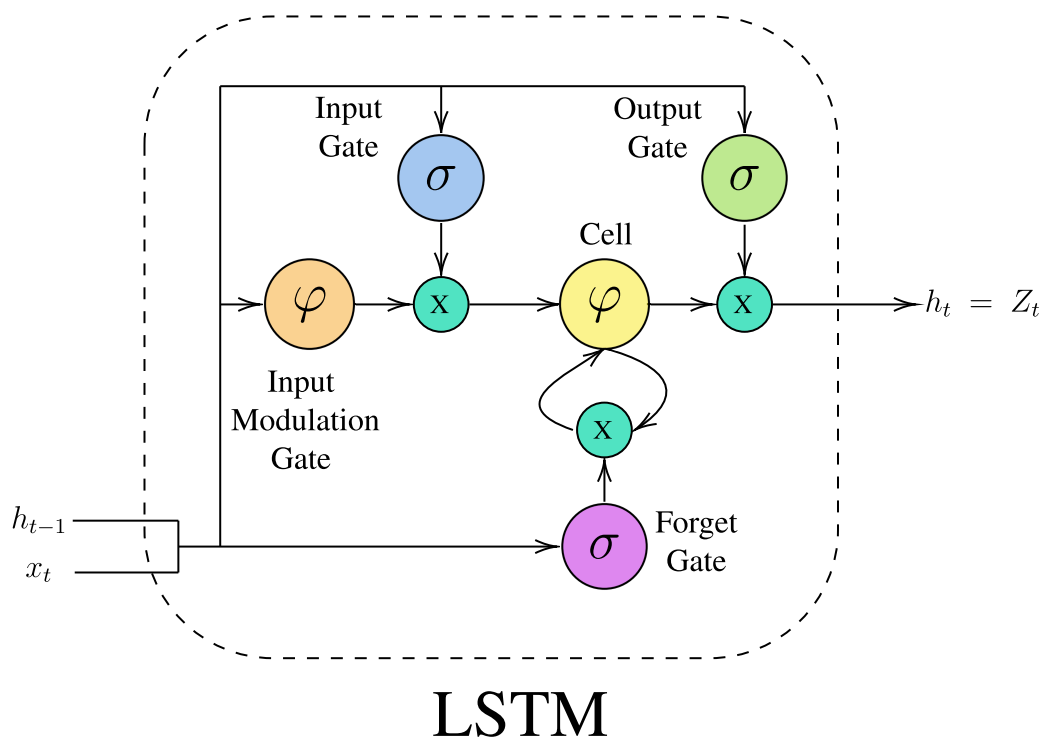 Input
Gate
Output
Gate
σ
σ
Cell
φ
x
φ
x
h_t = Z_t
Input
Modulation
Gate
x
h_{t-1}
x_t
σ
Forget
Gate
LSTM